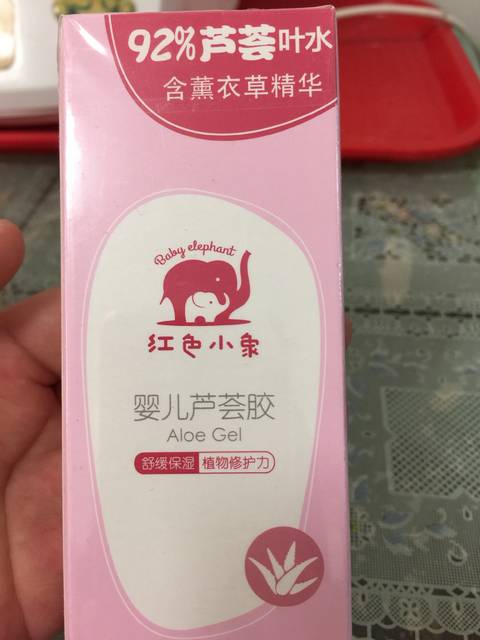 92%芦荟叶水
含薰衣草精华
Baby elephant
红色小象
婴儿芦荟胶
Aloe Gel
舒缓保湿 植物修护力